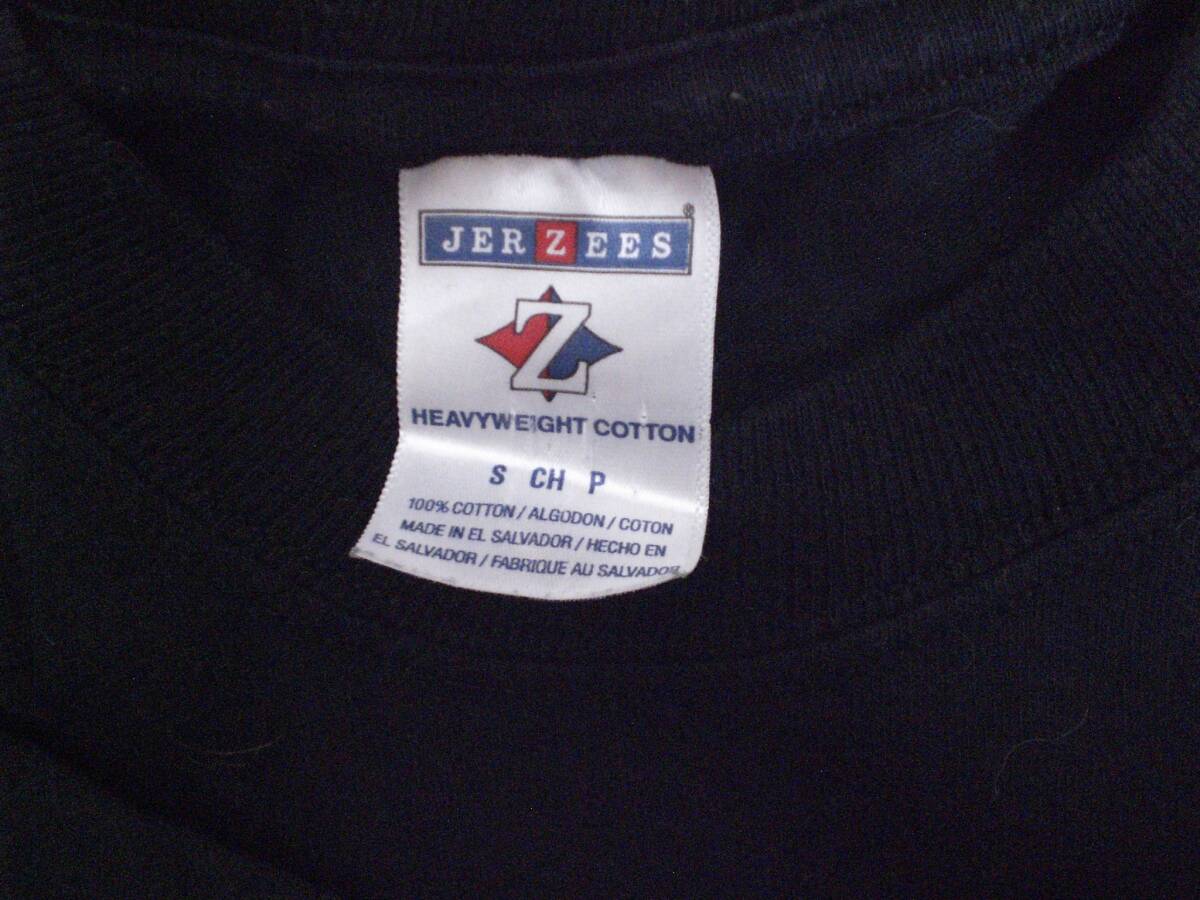 JERZEES®
Z
HEAVYWEIGHT COTTON
S CH P
100% COTTON / ALGODON / COTON
MADE IN EL SALVADOR / HECHO EN
EL SALVADOR / FABRIQUE AU SALVADOR